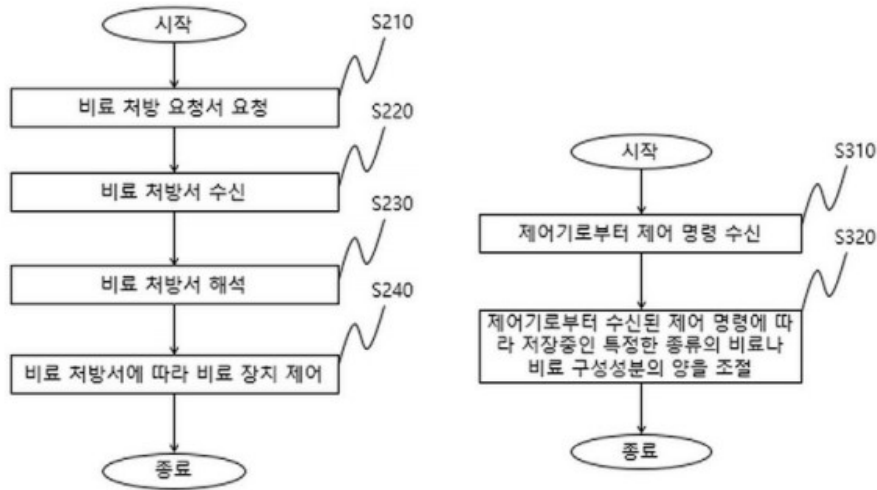 시작
S210
비료 처방 요청서 요청
S220
비료 처방서 수신
S230
비료 처방서 해석
S240
비료 처방서에 따라 비료 장치 제어
종료
시작
S310
제어기로부터 제어 명령 수신
S320
제어기로부터 수신된 제어 명령에 따
라 저장중인 특정한 종류의 비료나
비료 구성성분의 양을 조절
종료